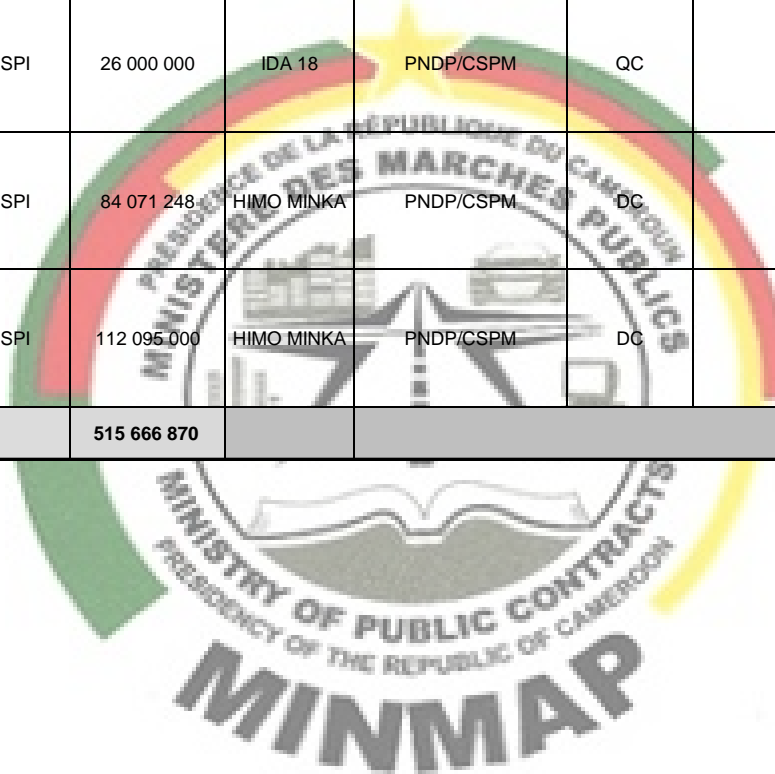 SPI 26 000 000 IDA 18 PNDP/CSPM QC
PRÉSIDENCE DE LA RÉPUBLIQUE DU CAMEROUN
MINISTERE DES MARCHES PUBLICS
SPI 84 071 248 HIMO MINKA PNDP/CSPM DC
SPI 112 095 000 HIMO MINKA PNDP/CSPM DC
515 666 870
MINISTRY OF PUBLIC CONTRACTS
PRESIDENCY OF THE REPUBLIC OF CAMEROON
MINMAP